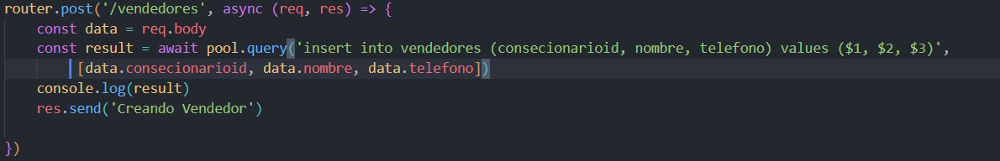 router.post('/vendedores', async (req, res) => {
    const data = req.body
    const result = await pool.query('insert into vendedores (consecionarioid, nombre, telefono) values ($1, $2, $3)',
        [data.consecionarioid, data.nombre, data.telefono])
    console.log(result)
    res.send('Creando Vendedor')
})